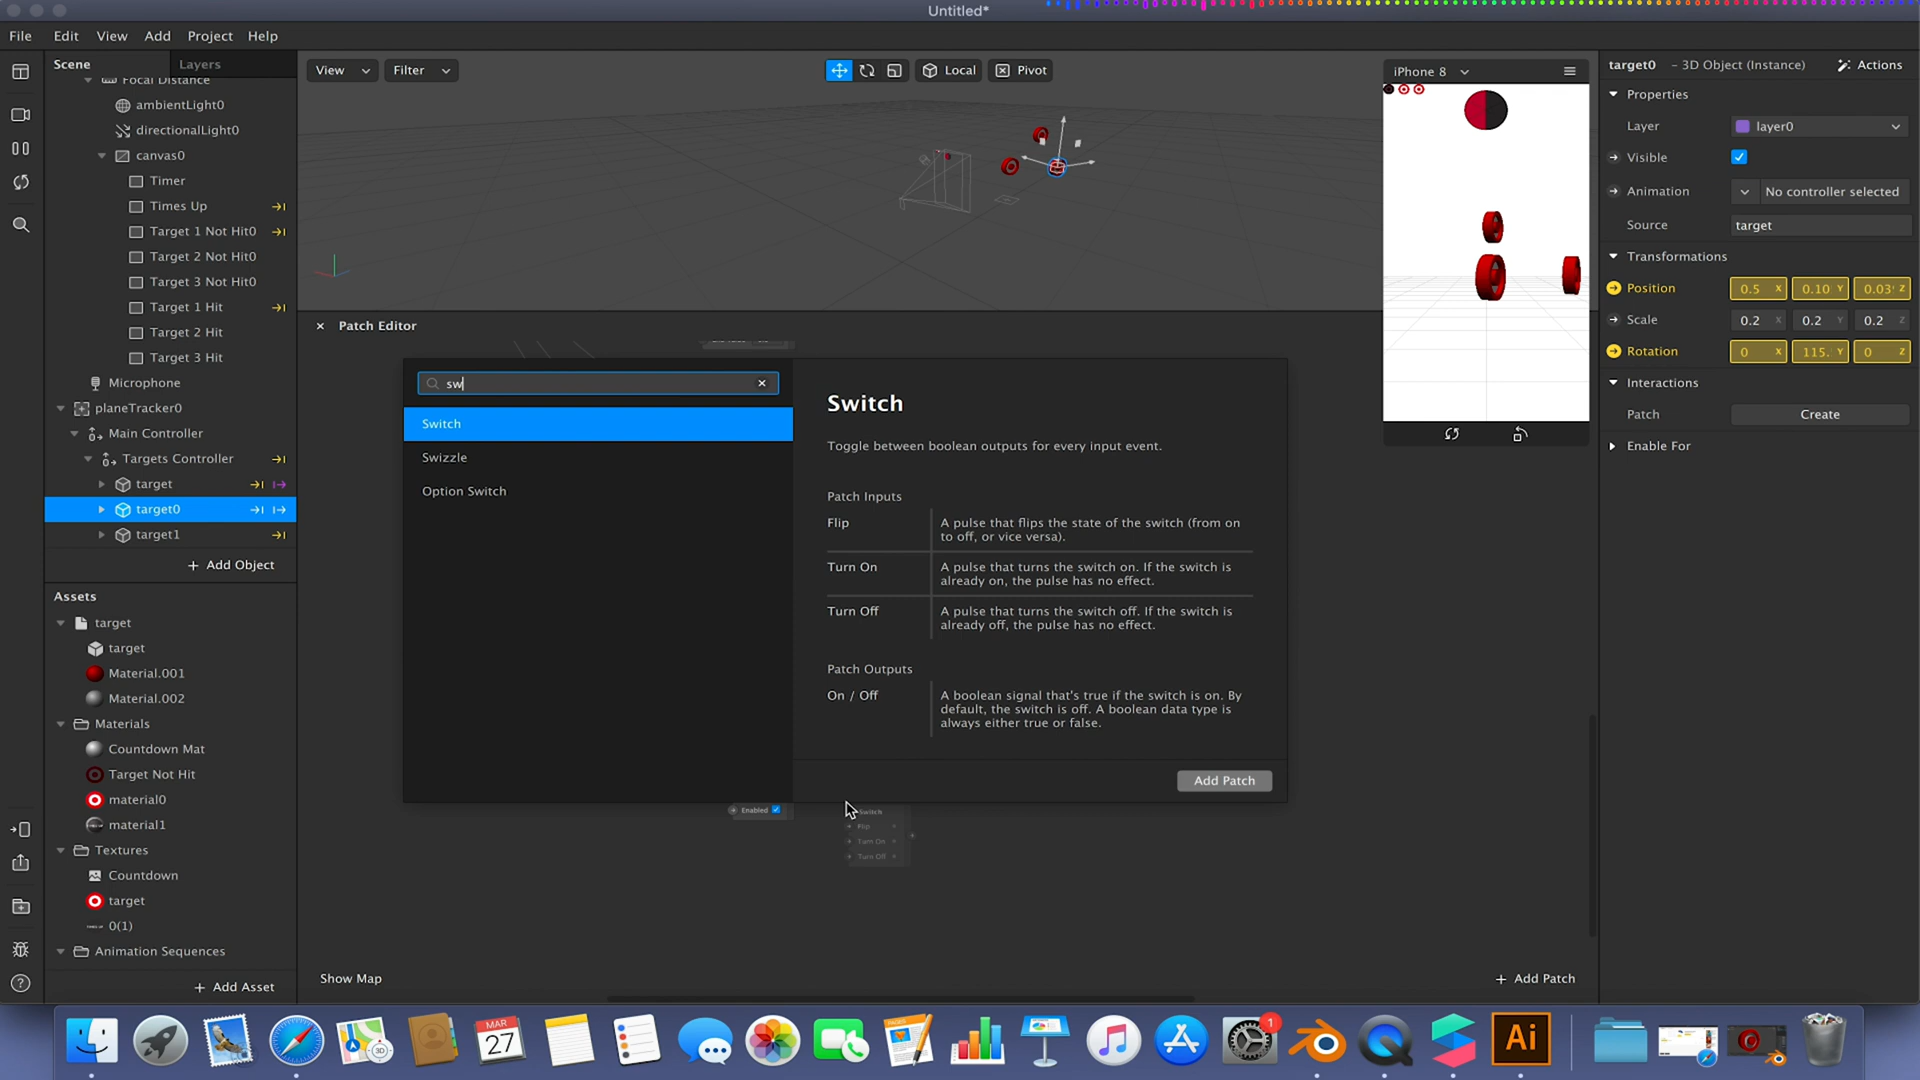 Untitled*
File Edit View Add Project Help
Scene Layers
Focal Distance
ambientLight0
directionalLight0
canvas0
Timer
Times Up
Target 1 Not Hit0
Target 2 Not Hit0
Target 3 Not Hit0
Target 1 Hit
Target 2 Hit
Target 3 Hit
Microphone
planeTracker0
Main Controller
Targets Controller
target
target0
target1
+ Add Object
Assets
target
target
Material.001
Material.002
Materials
Countdown Mat
Target Not Hit
material0
material1
Textures
Countdown
target
0(1)
Animation Sequences
+ Add Asset
View Filter Local Pivot
iPhone 8
Patch Editor
sw
Switch
Swizzle
Option Switch
Switch
Toggle between boolean outputs for every input event.
Patch Inputs
Flip
A pulse that flips the state of the switch (from on
to off, or vice versa).
Turn On
A pulse that turns the switch on. If the switch is
already on, the pulse has no effect.
Turn Off
A pulse that turns the switch off. If the switch is
already off, the pulse has no effect.
Patch Outputs
On / Off
A boolean signal that's true if the switch is on. By
default, the switch is off. A boolean data type is
always either true or false.
Add Patch
Enabled
Switch
Flip
Turn On
Turn Off
Show Map
+ Add Patch
target0 – 3D Object (Instance) Actions
Properties
Layer layer0
Visible
Animation No controller selected
Source target
Transformations
Position 0.5 X 0.10 Y 0.03 Z
Scale 0.2 X 0.2 Y 0.2 Z
Rotation 0 X 115. Y 0 Z
Interactions
Patch Create
Enable For
MAR
27
3D
1
Ai